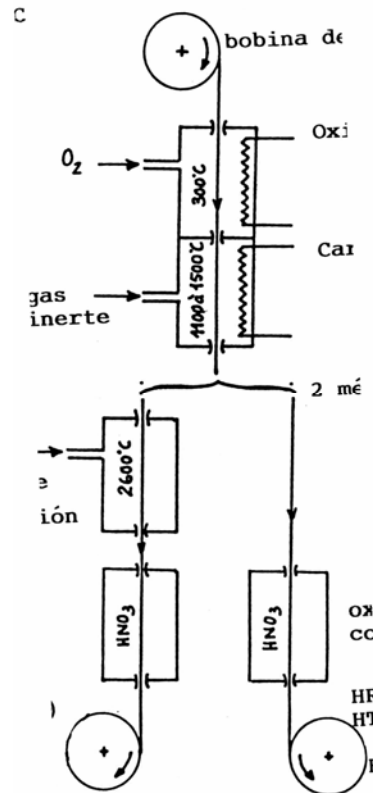 C
bobina de
Oxi
O₂
300°C
Car
1100 à 1500°C
gas
inerte
2 mé
2600°C
e
ión
HNO₃
HNO₃
ox
co
)
HT